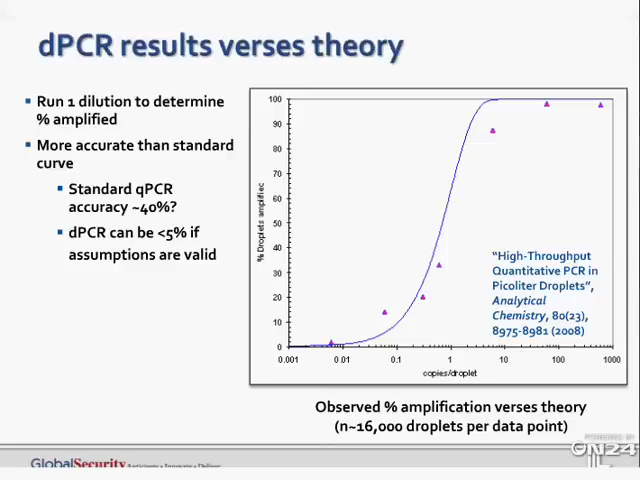 dPCR results verses theory
Run 1 dilution to determine
% amplified
More accurate than standard
curve
Standard qPCR
accuracy ~40%?
dPCR can be <5% if
assumptions are valid
100
90
80
70
60
50
40
30
20
10
0
% Droplets amplified
0.001 0.01 0.1 1 10 100 1000
copies/droplet
"High-Throughput
Quantitative PCR in
Picoliter Droplets",
Analytical
Chemistry, 80(23),
8975-8981 (2008)
Observed % amplification verses theory
(n~16,000 droplets per data point)
GlobalSecurity
POWERED BY
ON24